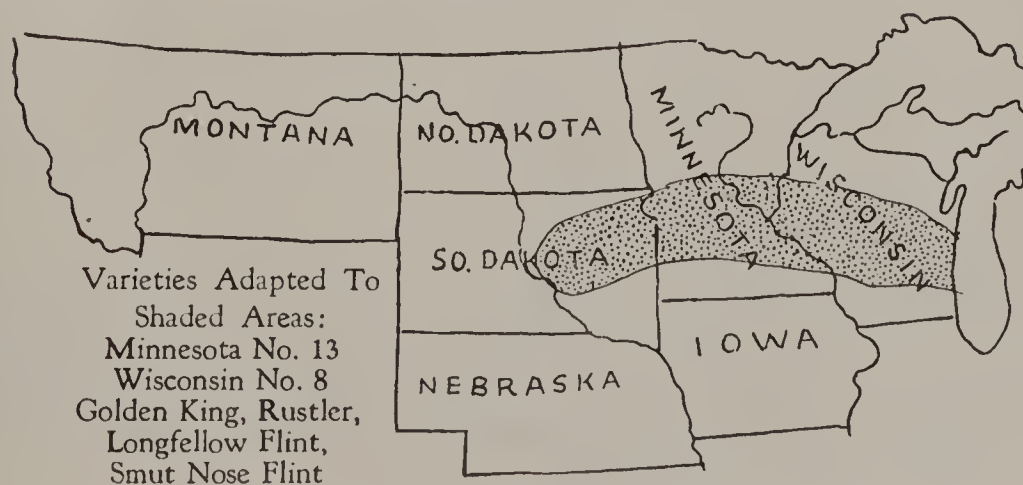 MONTANA
NO. DAKOTA
MINNESOTA
WISCONSIN
SO. DAKOTA
IOWA
NEBRASKA
Varieties Adapted To
Shaded Areas:
Minnesota No. 13
Wisconsin No. 8
Golden King, Rustler,
Longfellow Flint,
Smut Nose Flint